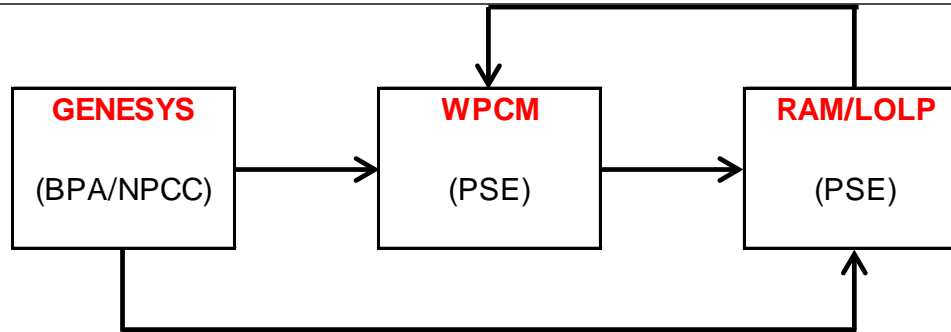 GENESYS
(BPA/NPCC)
WPCM
(PSE)
RAM/LOLP
(PSE)